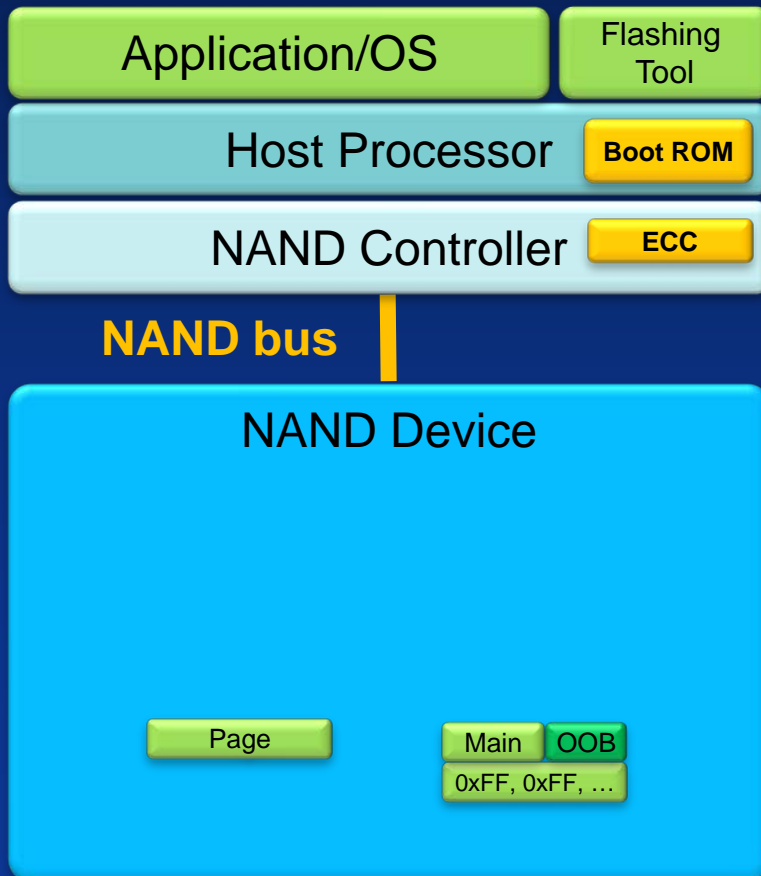 Application/OS
Flashing
Tool
Host Processor
Boot ROM
NAND Controller
ECC
NAND bus
NAND Device
Page
Main
OOB
0xFF, 0xFF, …